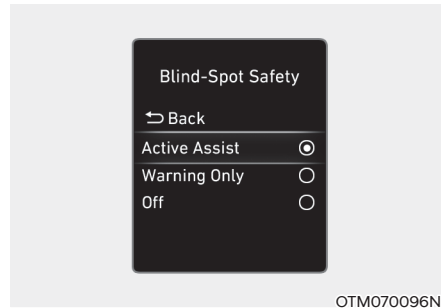 Blind-Spot Safety
Back
Active Assist
Warning Only
Off
OTM070096N